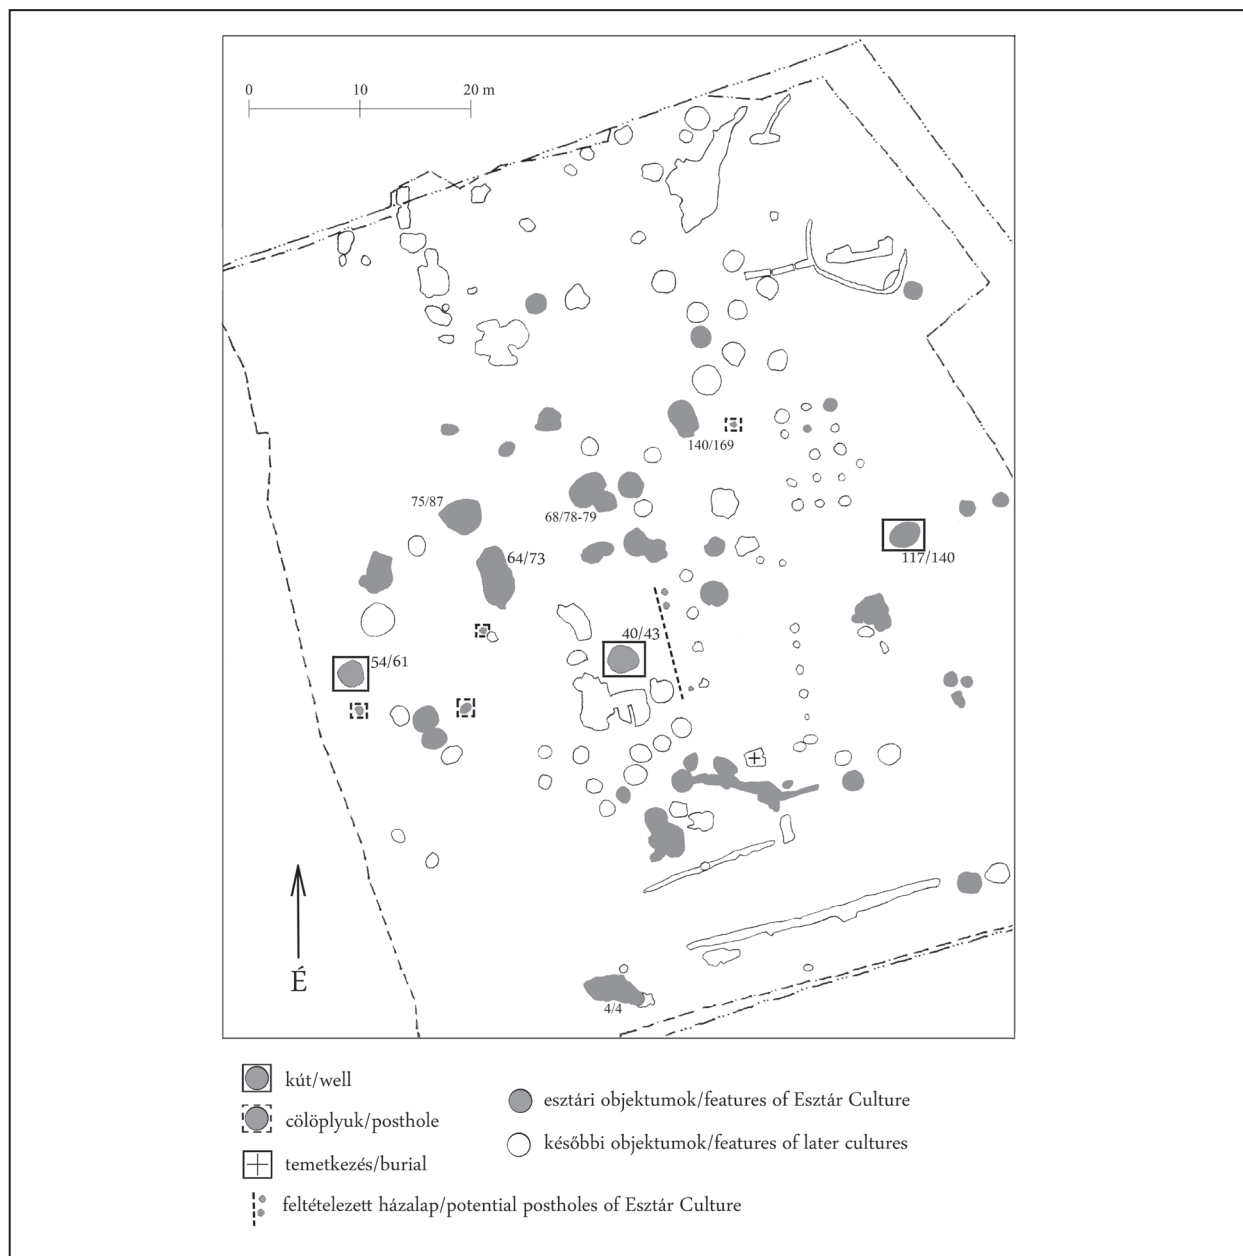 0 10 20 m
140/169
75/87
68/78-79
64/73
117/140
40/43
54/61
4/4
É
kút/well
cölöplyuk/posthole
temetkezés/burial
feltételezett házalap/potential postholes of Esztár Culture
esztári objektumok/features of Esztár Culture
későbbi objektumok/features of later cultures